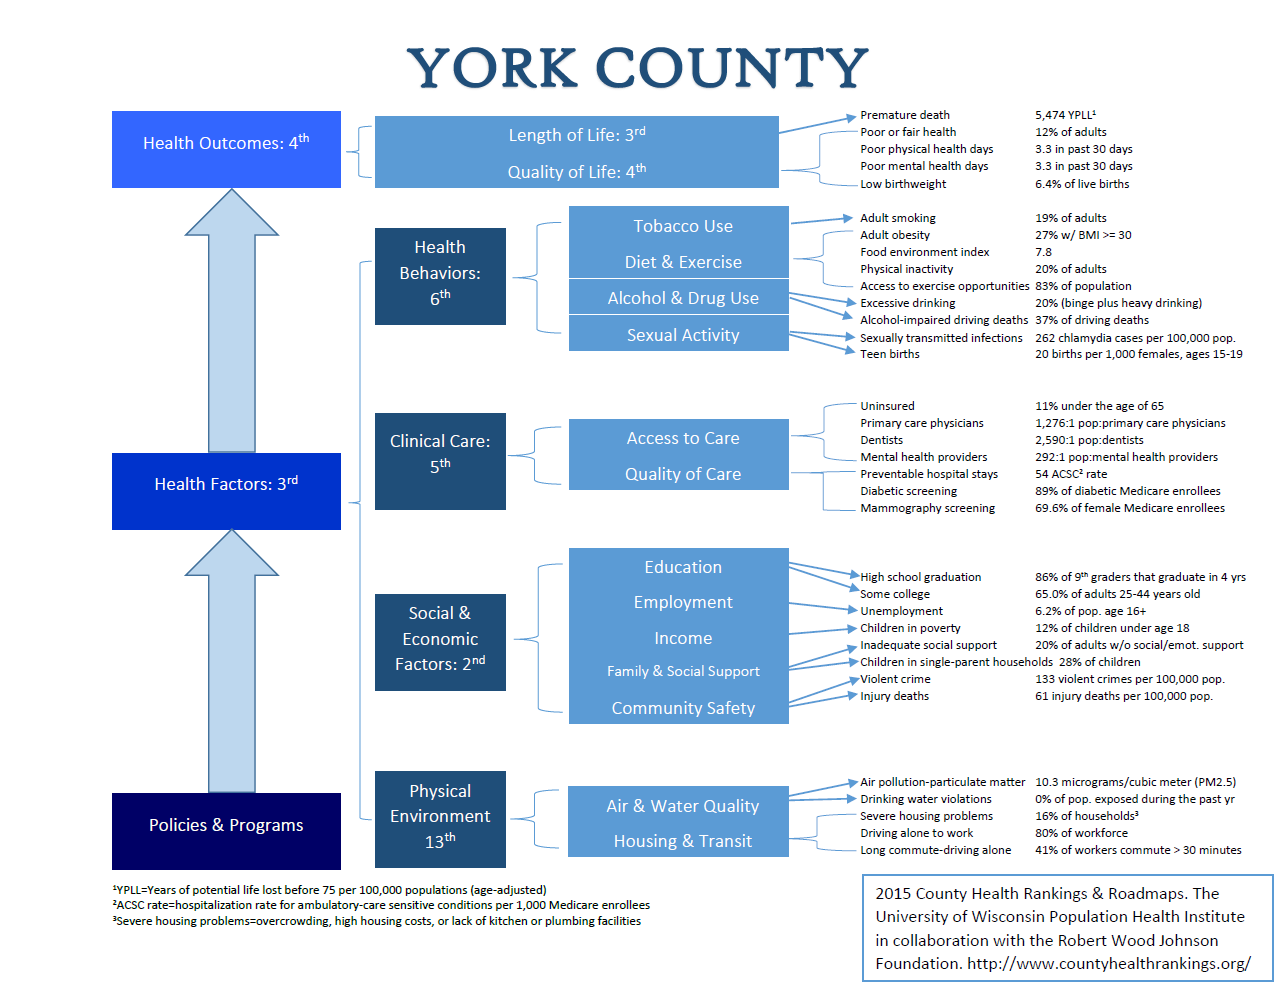 YORK COUNTY
Health Outcomes: 4th
Length of Life: 3rd
Quality of Life: 4th
Premature death 5,474 YPLL¹
Poor or fair health 12% of adults
Poor physical health days 3.3 in past 30 days
Poor mental health days 3.3 in past 30 days
Low birthweight 6.4% of live births
Health
Behaviors:
6th
Tobacco Use
Diet & Exercise
Alcohol & Drug Use
Sexual Activity
Adult smoking 19% of adults
Adult obesity 27% w/ BMI >= 30
Food environment index 7.8
Physical inactivity 20% of adults
Access to exercise opportunities 83% of population
Excessive drinking 20% (binge plus heavy drinking)
Alcohol-impaired driving deaths 37% of driving deaths
Sexually transmitted infections 262 chlamydia cases per 100,000 pop.
Teen births 20 births per 1,000 females, ages 15-19
Health Factors: 3rd
Clinical Care:
5th
Access to Care
Quality of Care
Uninsured 11% under the age of 65
Primary care physicians 1,276:1 pop:primary care physicians
Dentists 2,590:1 pop:dentists
Mental health providers 292:1 pop:mental health providers
Preventable hospital stays 54 ACSC² rate
Diabetic screening 89% of diabetic Medicare enrollees
Mammography screening 69.6% of female Medicare enrollees
Social &
Economic
Factors: 2nd
Education
Employment
Income
Family & Social Support
Community Safety
High school graduation 86% of 9th graders that graduate in 4 yrs
Some college 65.0% of adults 25-44 years old
Unemployment 6.2% of pop. age 16+
Children in poverty 12% of children under age 18
Inadequate social support 20% of adults w/o social/emot. support
Children in single-parent households 28% of children
Violent crime 133 violent crimes per 100,000 pop.
Injury deaths 61 injury deaths per 100,000 pop.
Policies & Programs
Physical
Environment
13th
Air & Water Quality
Housing & Transit
Air pollution-particulate matter 10.3 micrograms/cubic meter (PM2.5)
Drinking water violations 0% of pop. exposed during the past yr
Severe housing problems 16% of households³
Driving alone to work 80% of workforce
Long commute-driving alone 41% of workers commute > 30 minutes
¹YPLL=Years of potential life lost before 75 per 100,000 populations (age-adjusted)
²ACSC rate=hospitalization rate for ambulatory-care sensitive conditions per 1,000 Medicare enrollees
³Severe housing problems=overcrowding, high housing costs, or lack of kitchen or plumbing facilities
2015 County Health Rankings & Roadmaps. The
University of Wisconsin Population Health Institute
in collaboration with the Robert Wood Johnson
Foundation. http://www.countyhealthrankings.org/